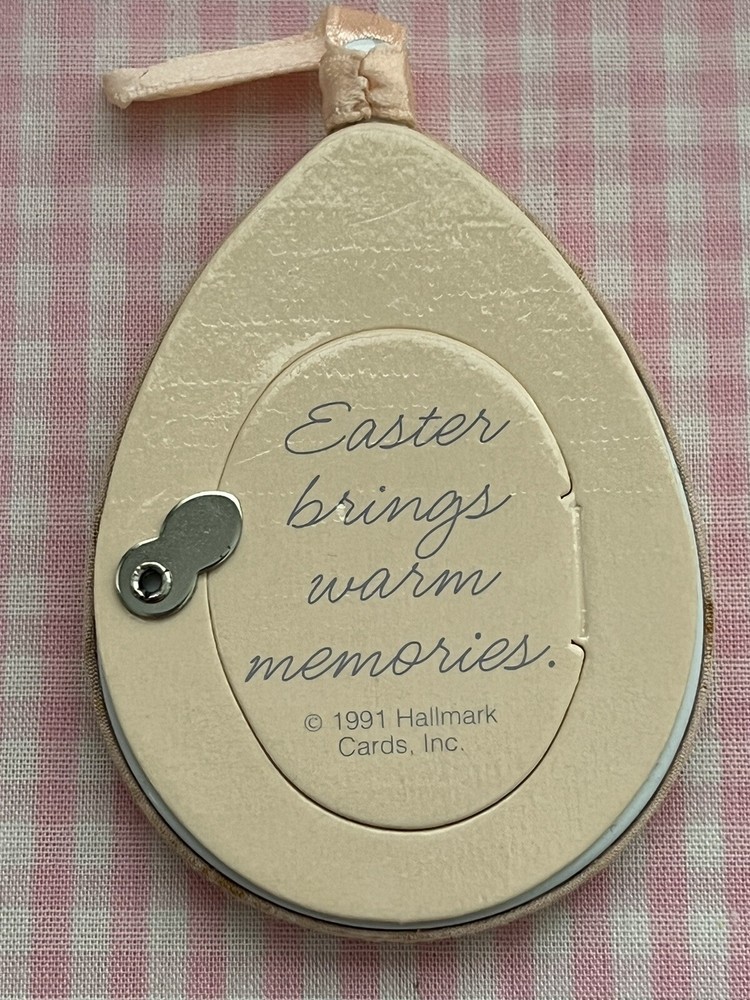 Easter
brings
warm
memories.
© 1991 Hallmark
Cards, Inc.